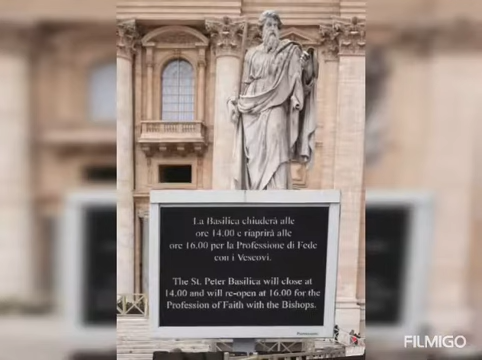 La Basilica chiuderà alle
ore 14.00 e riaprirà alle
ore 16.00 per la Professione di Fede
con i Vescovi.
The St. Peter Basilica will close at
14.00 and will re-open at 16.00 for the
Profession of Faith with the Bishops.
Panasonic
FILMIGO